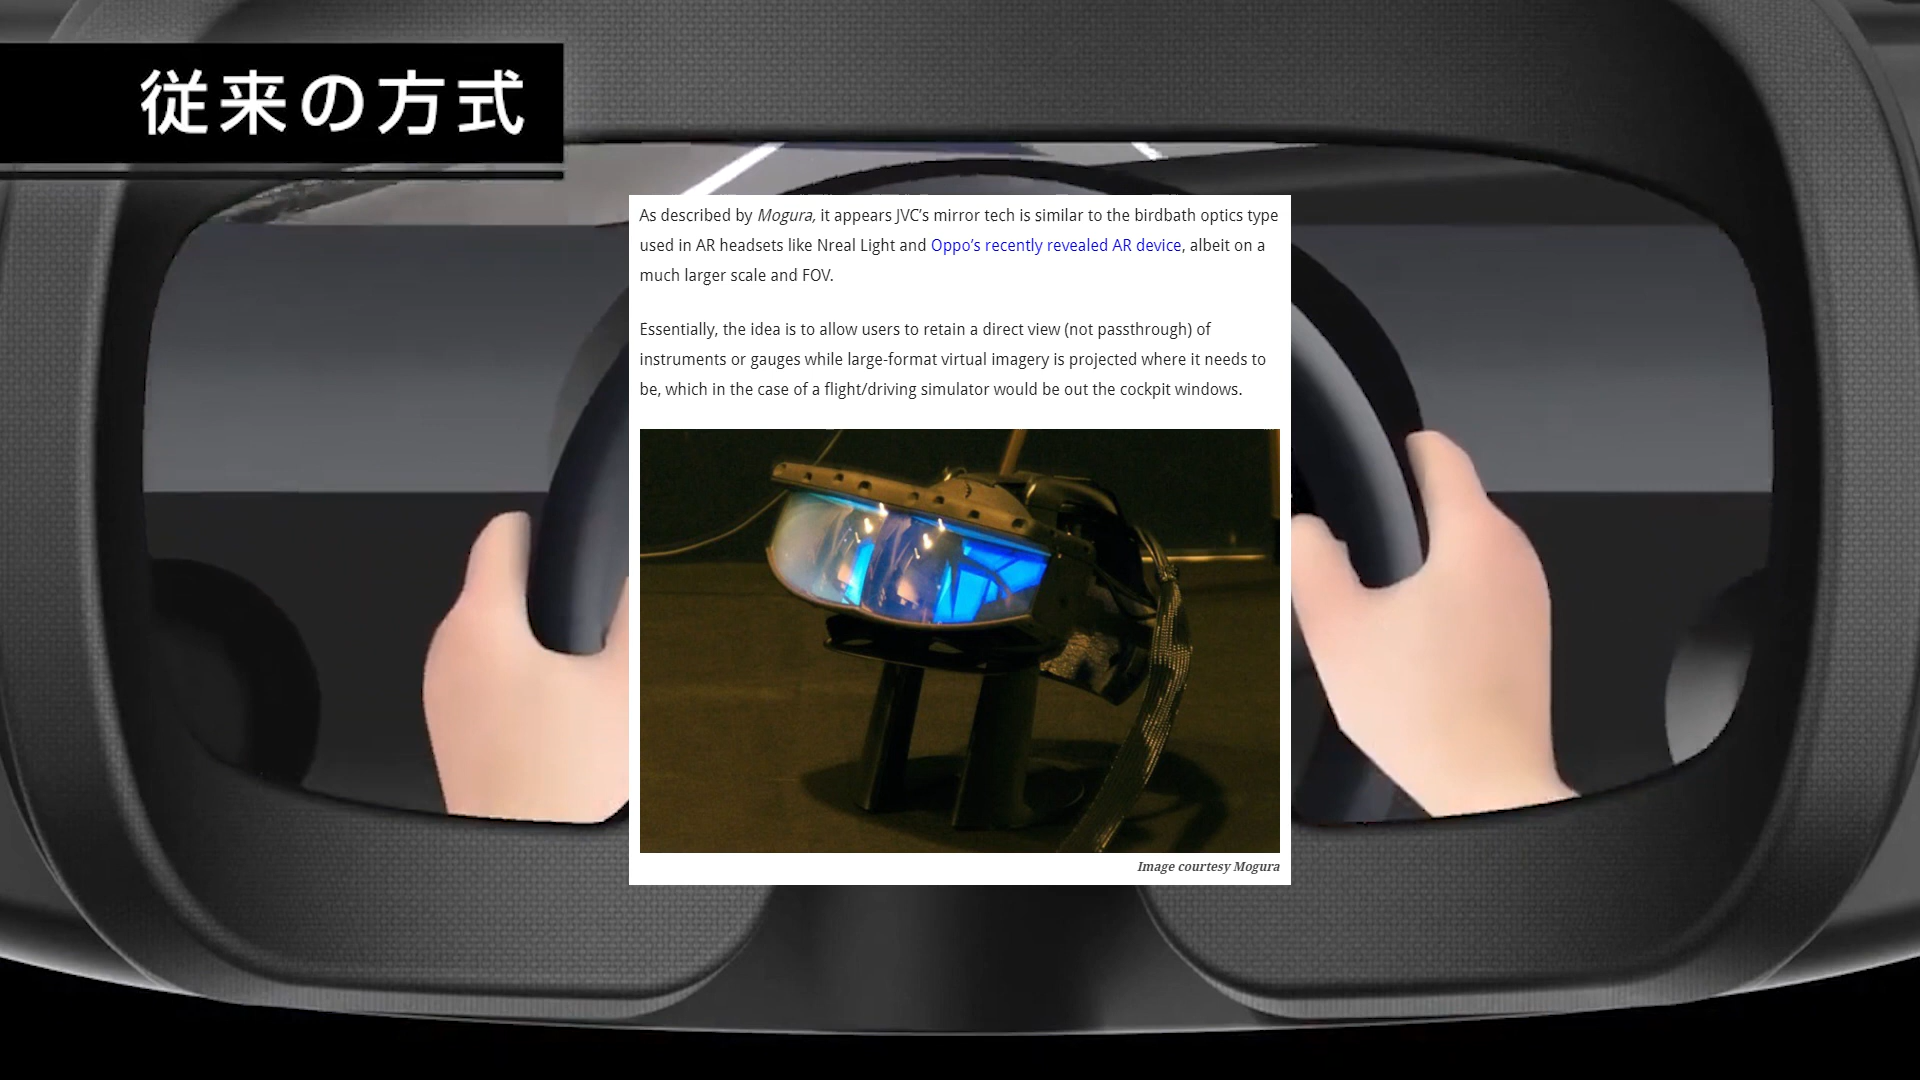 従来の方式
As described by Mogura, it appears JVC’s mirror tech is similar to the birdbath optics type
used in AR headsets like Nreal Light and Oppo’s recently revealed AR device, albeit on a
much larger scale and FOV.
Essentially, the idea is to allow users to retain a direct view (not passthrough) of
instruments or gauges while large-format virtual imagery is projected where it needs to
be, which in the case of a flight/driving simulator would be out the cockpit windows.
Image courtesy Mogura